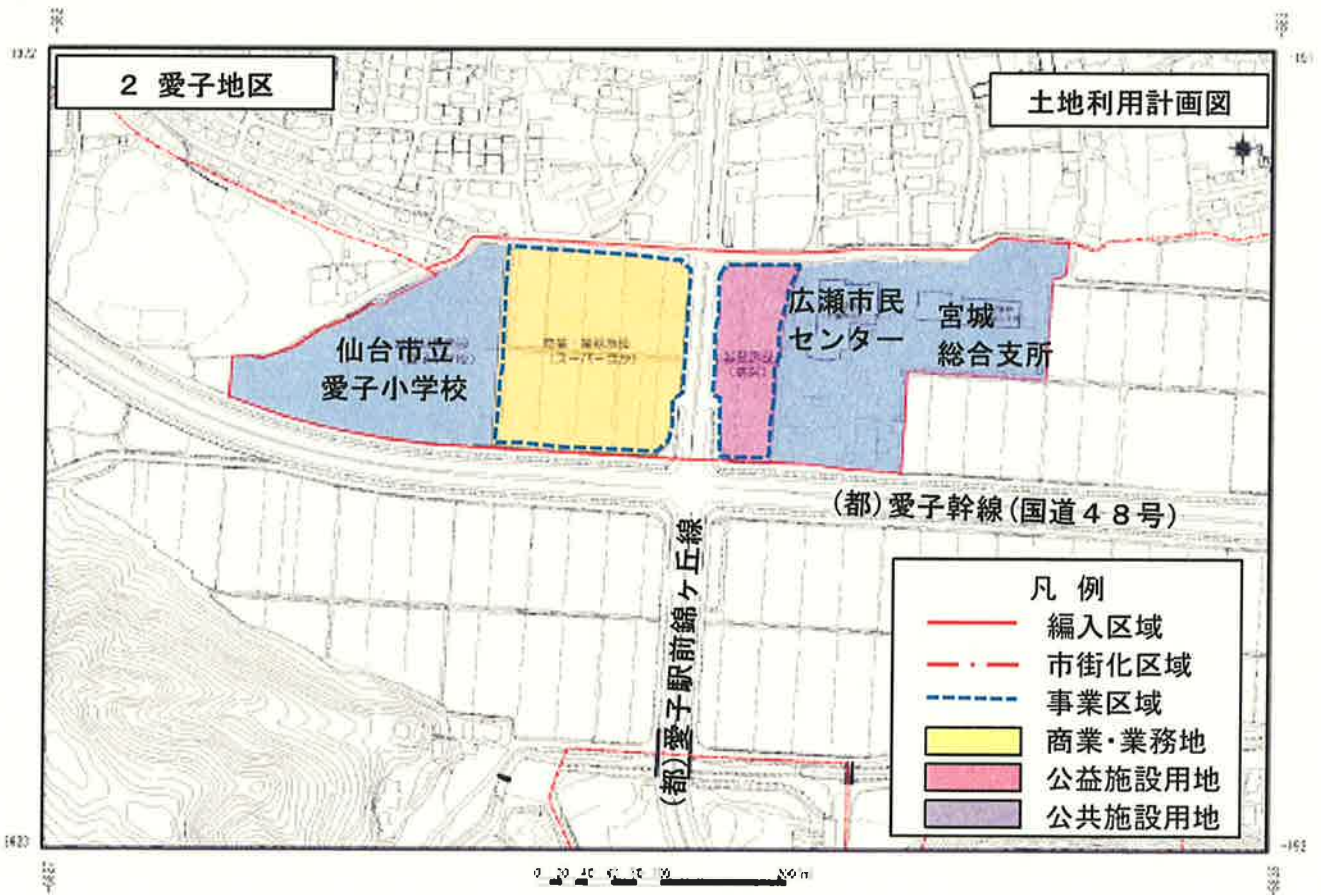 2 愛子地区
土地利用計画図
仙台市立
愛子小学校
広瀬市民
センター
宮城
総合支所
(都)愛子幹線(国道48号)
(都)愛子駅前錦ケ丘線
凡例
編入区域
市街化区域
事業区域
商業・業務地
公益施設用地
公共施設用地